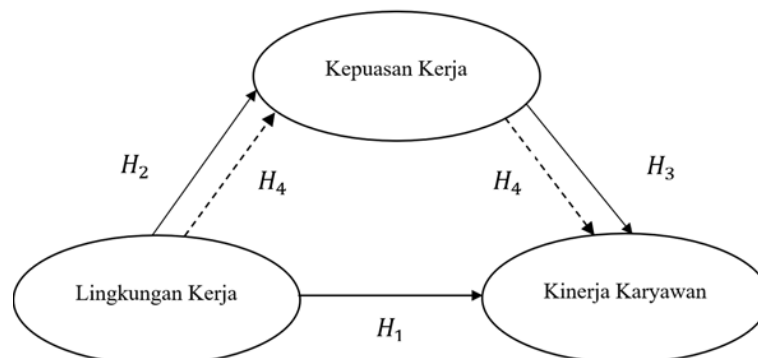 Kepuasan Kerja
H₂
H₄
H₄
H₃
Lingkungan Kerja
Kinerja Karyawan
H₁